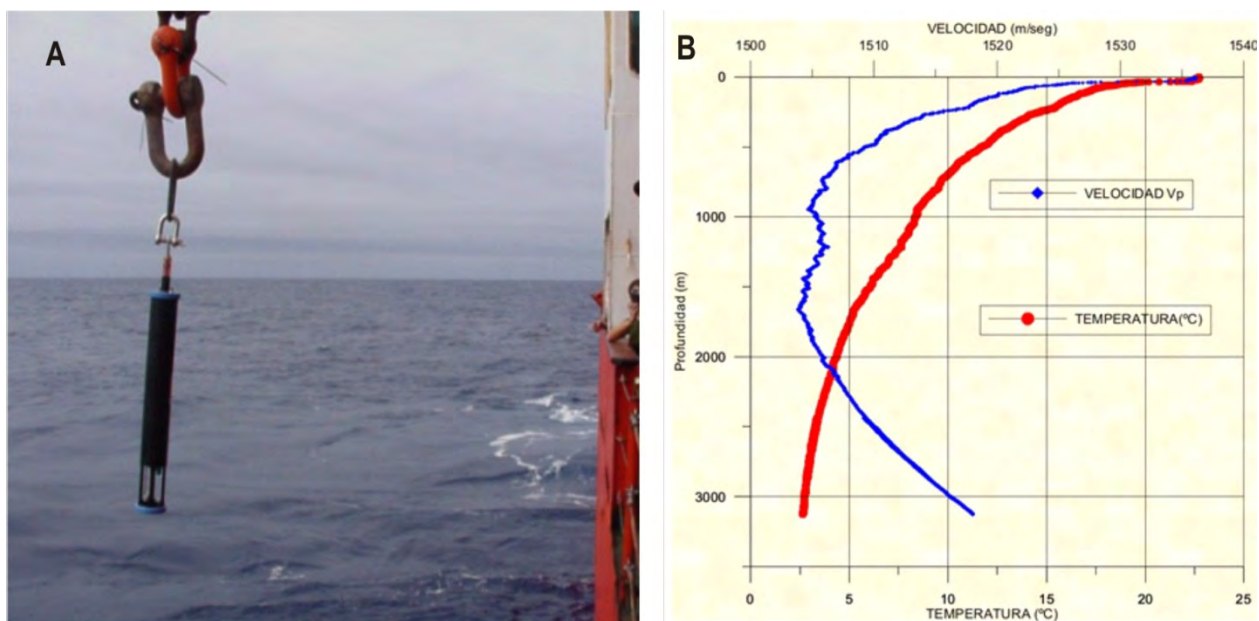 A
B
VELOCIDAD (m/seg)
1500 1510 1520 1530 1540
0
1000
2000
3000
Profundidad (m)
VELOCIDAD Vp
TEMPERATURA(ºC)
0 5 10 15 20 25
TEMPERATURA (ºC)